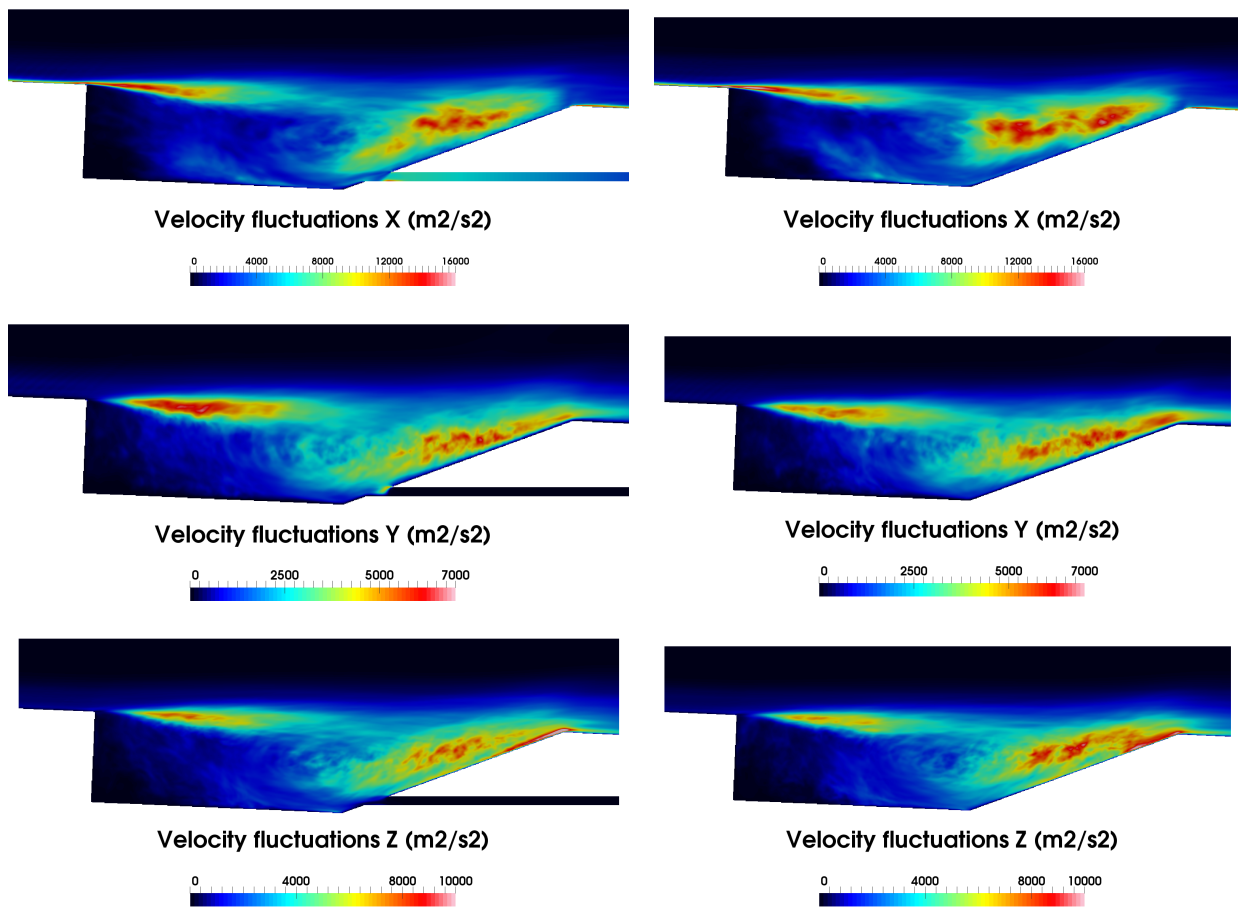 Velocity fluctuations X (m2/s2)
Velocity fluctuations X (m2/s2)
0 4000 8000 12000 16000
0 4000 8000 12000 16000
Velocity fluctuations Y (m2/s2)
Velocity fluctuations Y (m2/s2)
0 2500 5000 7000
0 2500 5000 7000
Velocity fluctuations Z (m2/s2)
Velocity fluctuations Z (m2/s2)
0 4000 8000 10000
0 4000 8000 10000